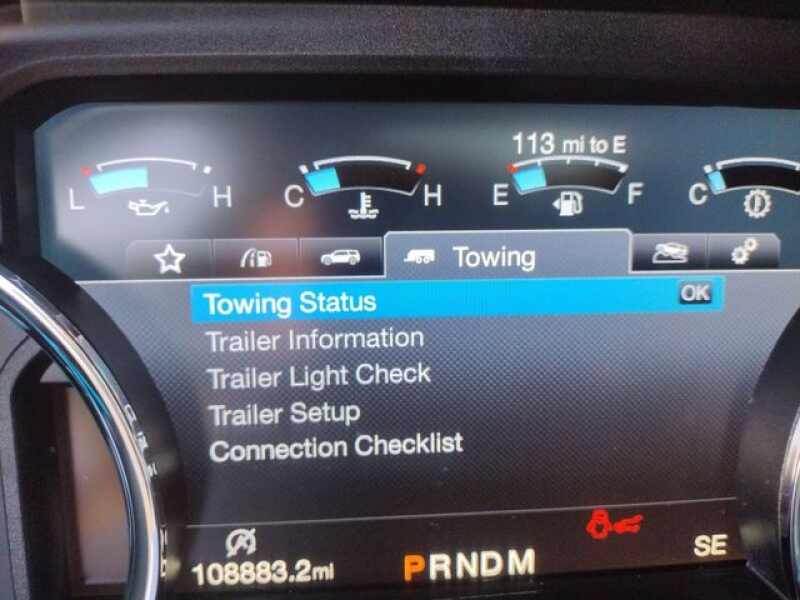 113 mi to E
L H C H E F C
Towing
Towing Status OK
Trailer Information
Trailer Light Check
Trailer Setup
Connection Checklist
108883.2mi PRNDM SE